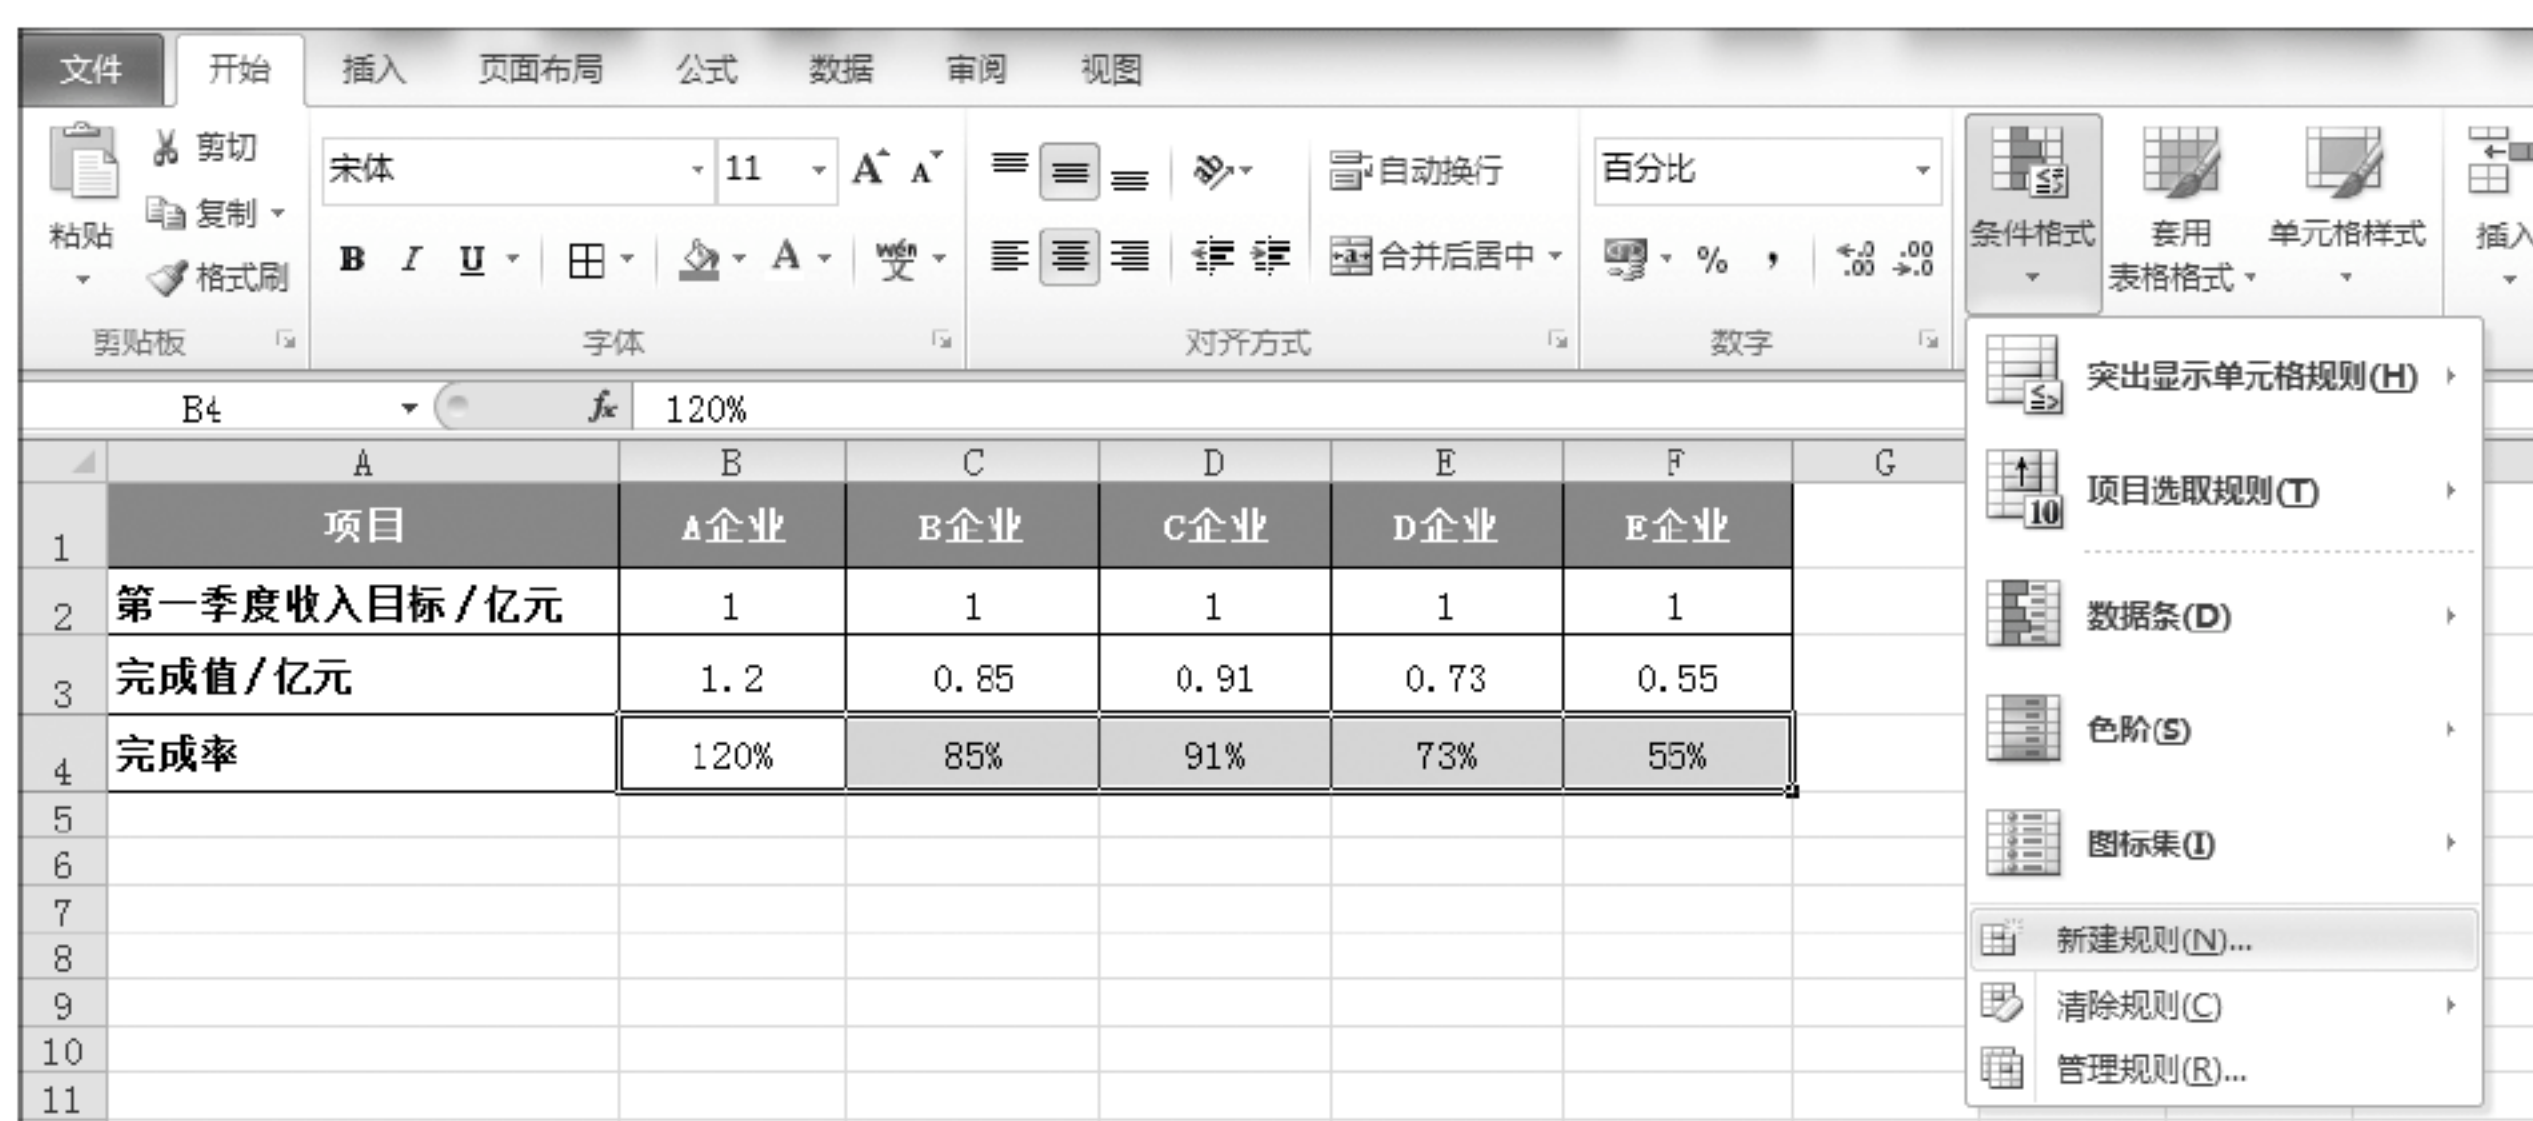 文件 开始 插入 页面布局 公式 数据 审阅 视图
粘贴
剪切
复制
格式刷
剪贴板
宋体 11 A A
B I U A wén 文
字体
ab 自动换行
a 合并后居中
对齐方式
百分比
% , .0 .00 .00 .0
数字
条件格式
套用
表格格式
单元格样式
插入
B4 fx 120%
A B C D E F G
1 项目 A企业 B企业 C企业 D企业 E企业
2 第一季度收入目标/亿元 1 1 1 1 1
3 完成值/亿元 1.2 0.85 0.91 0.73 0.55
4 完成率 120% 85% 91% 73% 55%
5
6
7
8
9
10
11
突出显示单元格规则(H)
10 项目选取规则(T)
数据条(D)
色阶(S)
图标集(I)
新建规则(N)...
清除规则(C)
管理规则(R)...